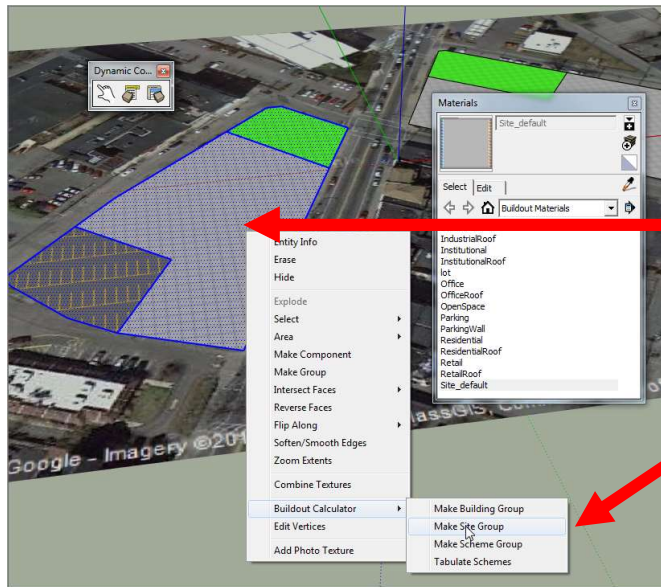 Dynamic Co...
Materials
Site_default
Select
Edit
Buildout Materials
IndustrialRoof
Institutional
InstitutionalRoof
lot
Office
OfficeRoof
OpenSpace
Parking
ParkingWall
Residential
ResidentialRoof
Retail
RetailRoof
Site_default
Entity Info
Erase
Hide
Explode
Select
Area
Make Component
Make Group
Intersect Faces
Reverse Faces
Flip Along
Soften/Smooth Edges
Zoom Extents
Combine Textures
Buildout Calculator
Edit Vertices
Add Photo Texture
Make Building Group
Make Site Group
Make Scheme Group
Tabulate Schemes
Google - Imagery ©20